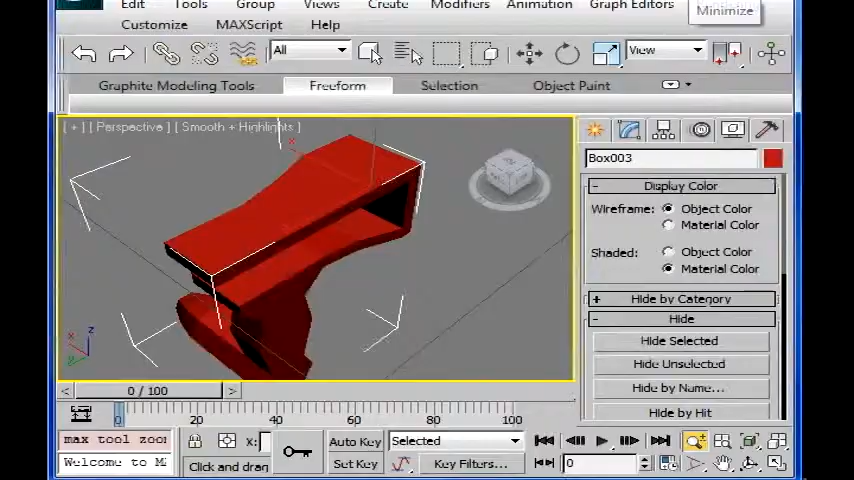 Edit Tools Group Views Create Modifiers Animation Graph Editors
Minimize
Customize MAXScript Help
All View
Graphite Modeling Tools Freeform Selection Object Paint
[ + ] [ Perspective ] [ Smooth + Highlights ]
Box003
- Display Color
Wireframe: Object Color
Material Color
Shaded: Object Color
Material Color
+ Hide by Category
- Hide
Hide Selected
Hide Unselected
Hide by Name...
Hide by Hit
x z
< 0 / 100 >
0 20 40 60 80 100
max tool zoom X: Auto Key Selected
Welcome to M Click and drag Set Key Key Filters... 0